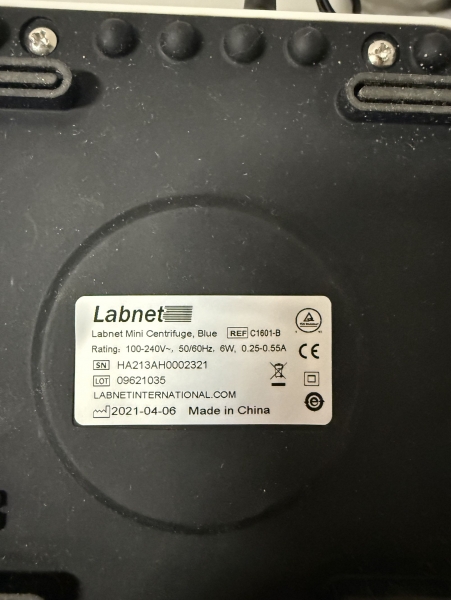 Labnet
Labnet Mini Centrifuge, Blue REF C1601-B
Rating: 100-240V~, 50/60Hz, 6W, 0.25-0.55A
SN HA213AH0002321
LOT 09621035
LABNETINTERNATIONAL.COM
2021-04-06 Made in China
CE
e